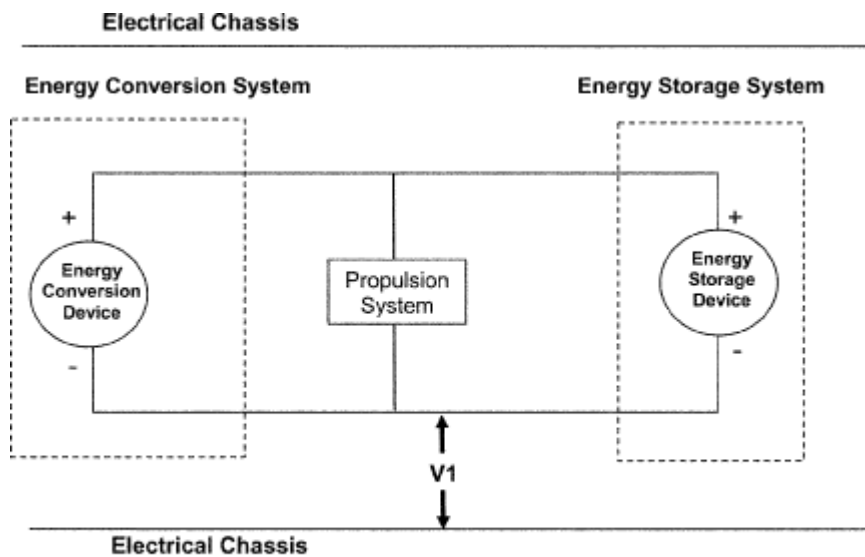 Electrical Chassis
Energy Conversion System
Energy Storage System
+
+
Energy
Conversion
Device
Propulsion
System
Energy
Storage
Device
-
-
V1
Electrical Chassis